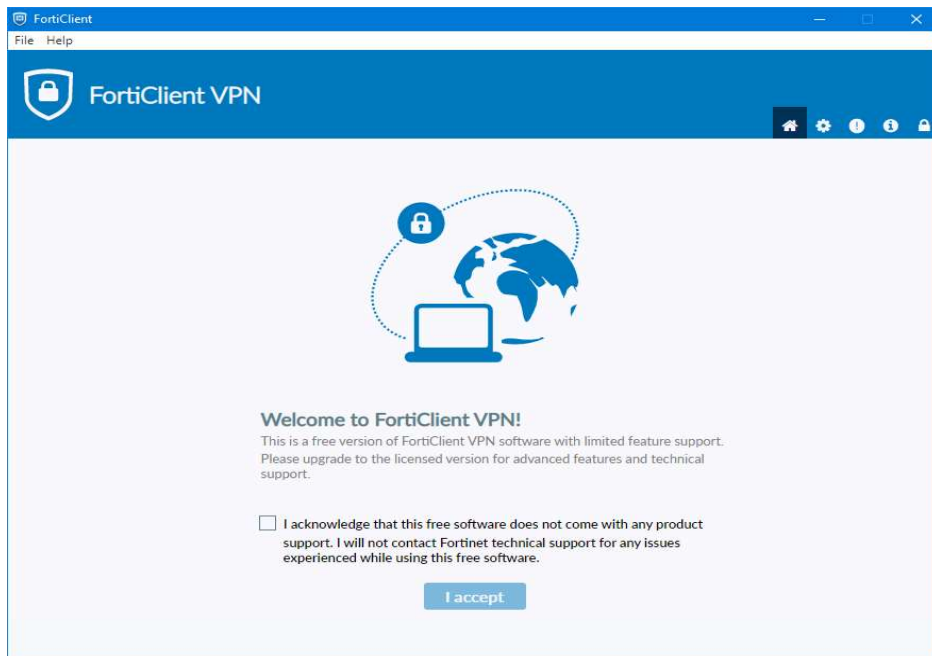 FortiClient
File Help
FortiClient VPN
Welcome to FortiClient VPN!
This is a free version of FortiClient VPN software with limited feature support.
Please upgrade to the licensed version for advanced features and technical
support.
I acknowledge that this free software does not come with any product
support. I will not contact Fortinet technical support for any issues
experienced while using this free software.
I accept